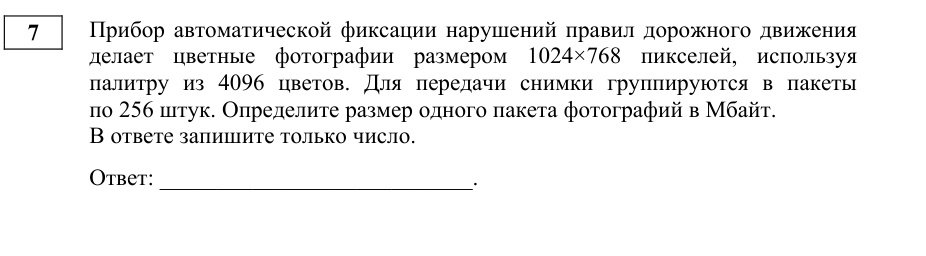 7
Прибор автоматической фиксации нарушений правил дорожного движения
делает цветные фотографии размером 1024×768 пикселей, используя
палитру из 4096 цветов. Для передачи снимки группируются в пакеты
по 256 штук. Определите размер одного пакета фотографий в Мбайт.
В ответе запишите только число.
Ответ: ____________________________.